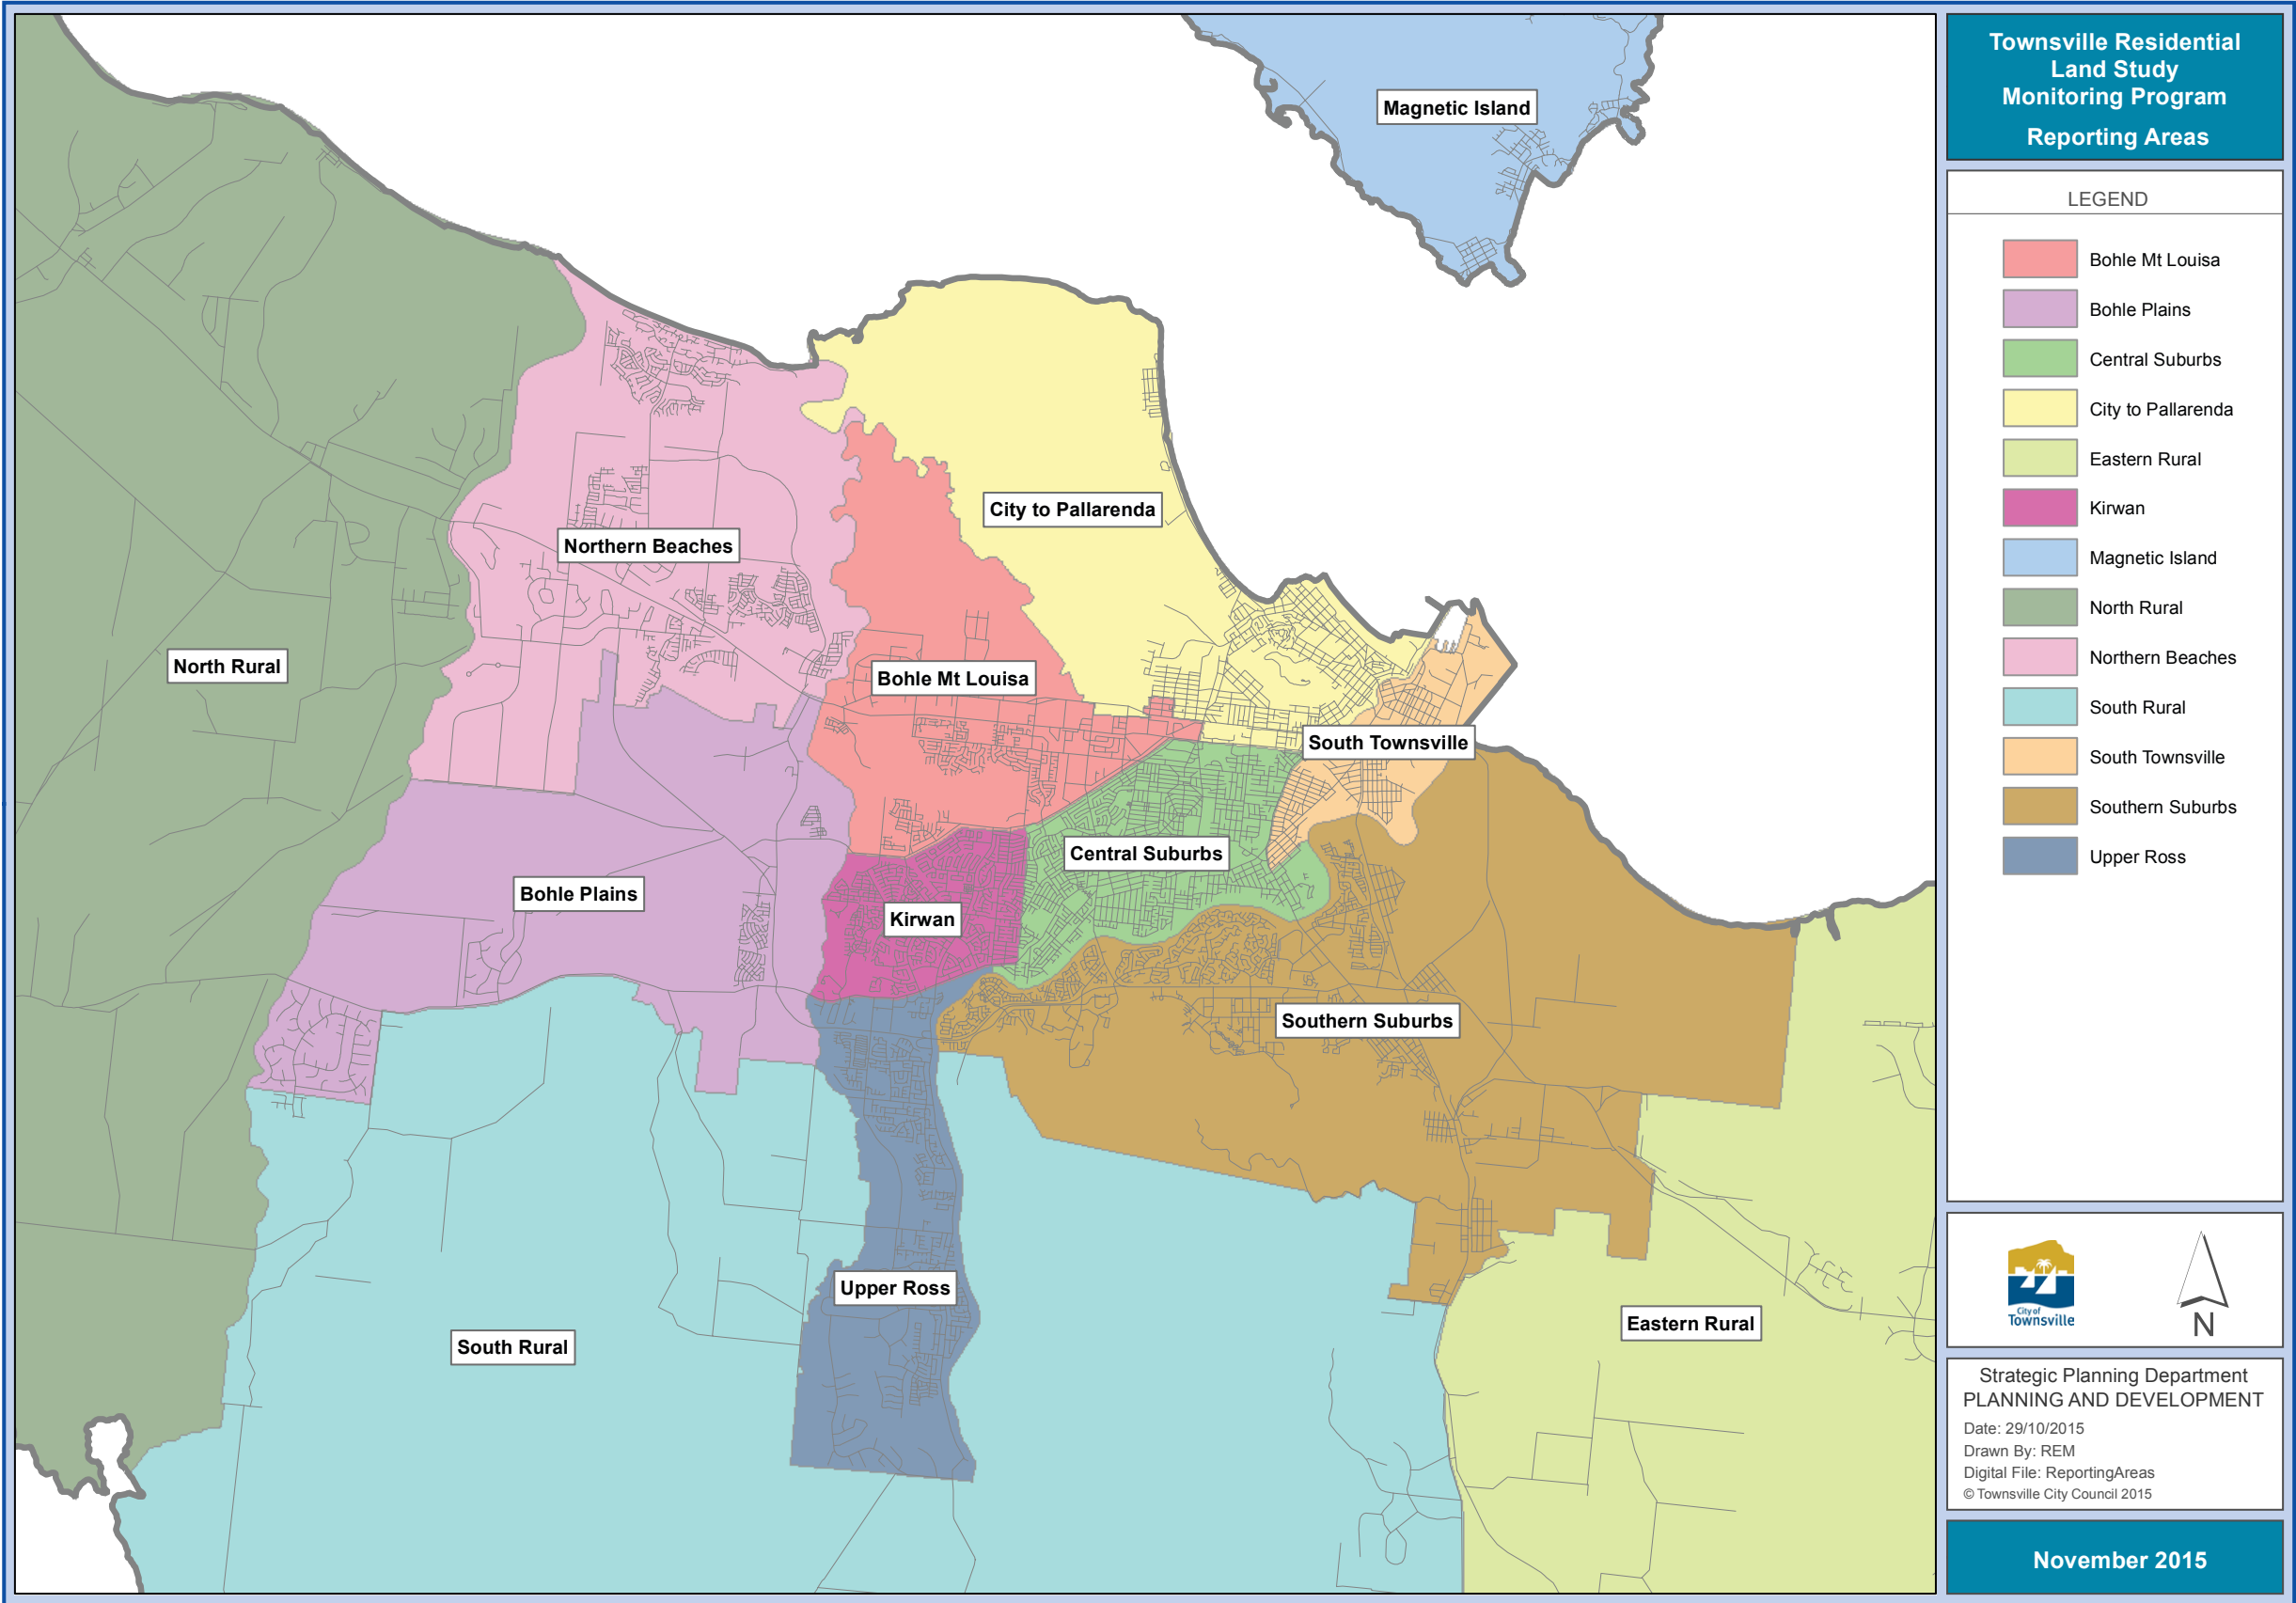 Townsville Residential
Land Study
Monitoring Program
Reporting Areas
LEGEND
Bohle Mt Louisa
Bohle Plains
Central Suburbs
City to Pallarenda
Eastern Rural
Kirwan
Magnetic Island
North Rural
Northern Beaches
South Rural
South Townsville
Southern Suburbs
Upper Ross
Magnetic Island
City to Pallarenda
Northern Beaches
North Rural
Bohle Mt Louisa
South Townsville
Central Suburbs
Bohle Plains
Kirwan
Southern Suburbs
Upper Ross
Eastern Rural
South Rural
City of
Townsville
N
Strategic Planning Department
PLANNING AND DEVELOPMENT
Date: 29/10/2015
Drawn By: REM
Digital File: ReportingAreas
© Townsville City Council 2015
November 2015